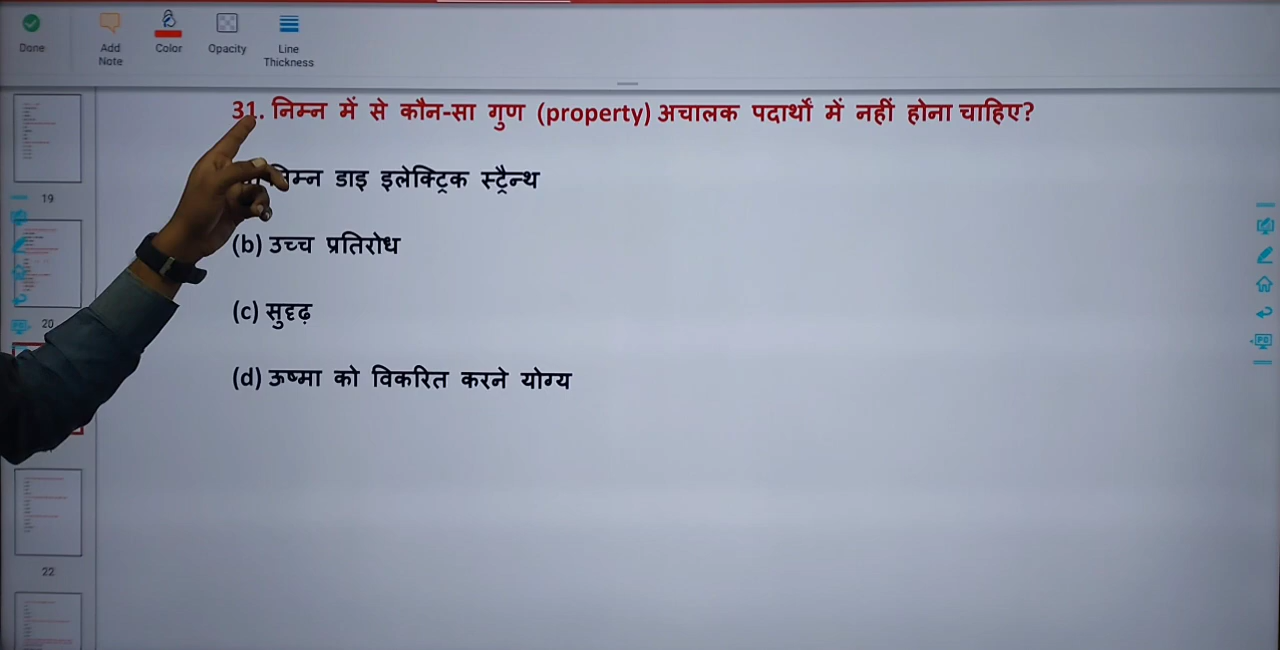 Done
Add
Note
Color
Opacity
Line
Thickness
31. निम्न में से कौन-सा गुण (property) अचालक पदार्थों में नहीं होना चाहिए?
निम्न डाइ इलेक्ट्रिक स्ट्रैन्थ
(b) उच्च प्रतिरोध
(c) सुदृढ़
(d) ऊष्मा को विकरित करने योग्य
19
20
22